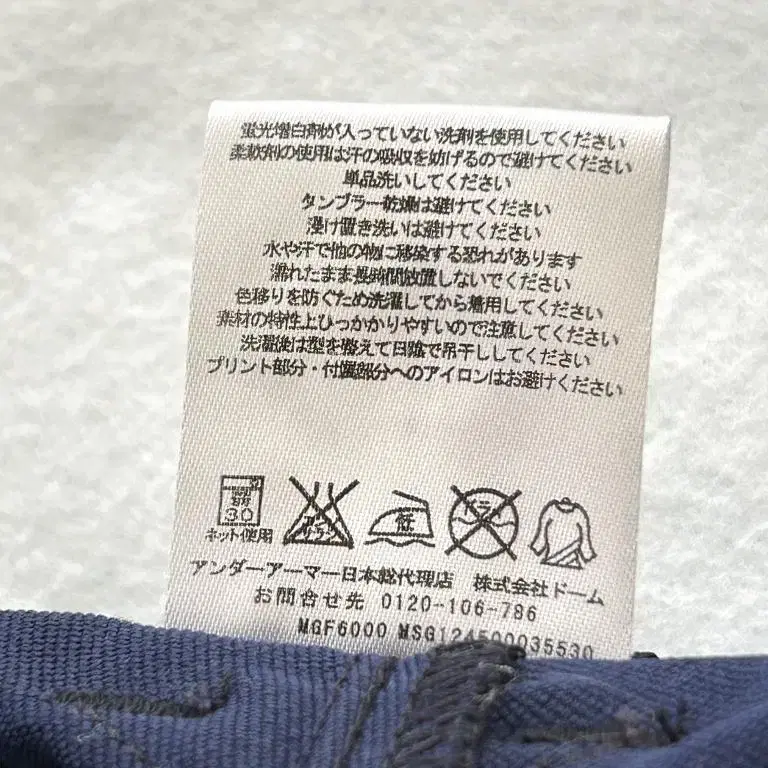 蛍光増白剤が入っていない洗剤を使用してください
柔軟剤の使用は汗の吸収を妨げるので避けてください
単品洗いしてください
タンブラー乾燥は避けてください
浸け置き洗いは避けてください
水や汗で他の物に移染する恐れがあります
濡れたまま長時間放置しないでください
色移りを防ぐため洗濯してから着用してください
素材の特性上ひっかかりやすいので注意してください
洗濯後は型を整えて日陰で吊干ししてください
プリント部分・付属部分へのアイロンはお避けください
30 エンソ サラシ 低 ドライ
ネット使用
アンダーアーマー日本総代理店 株式会社ドーム
お問合せ先 0120-106-786
MGF6000 MSG124500035530